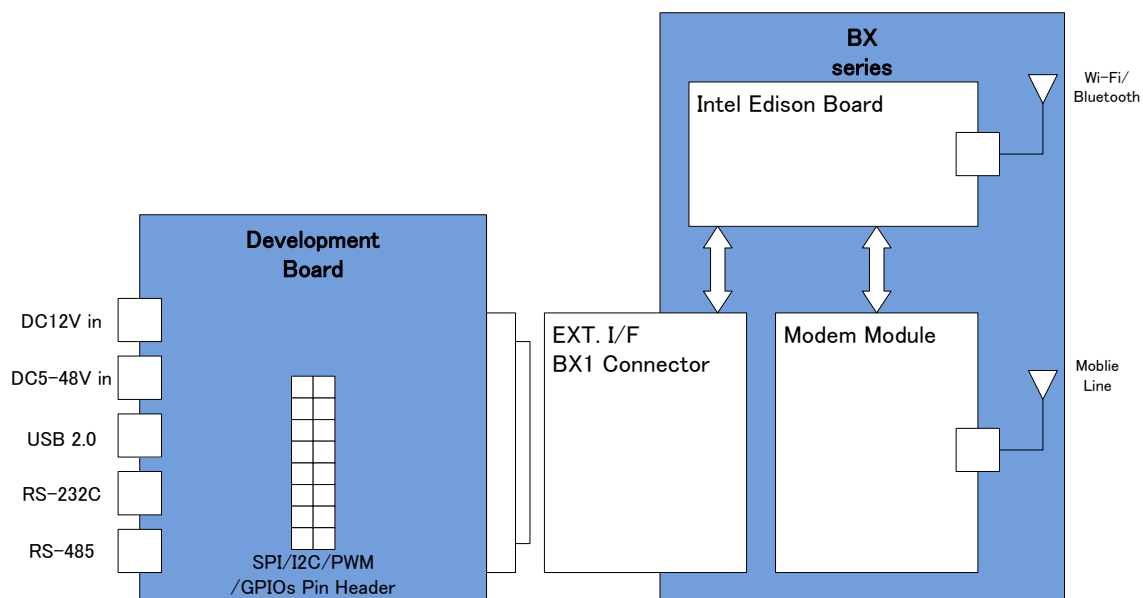 BX
series
Wi-Fi/
Bluetooth
Intel Edison Board
Development
Board
DC12V in
DC5-48V in
USB 2.0
RS-232C
RS-485
SPI/I2C/PWM
/GPIOs Pin Header
EXT. I/F
BX1 Connector
Modem Module
Moblie
Line